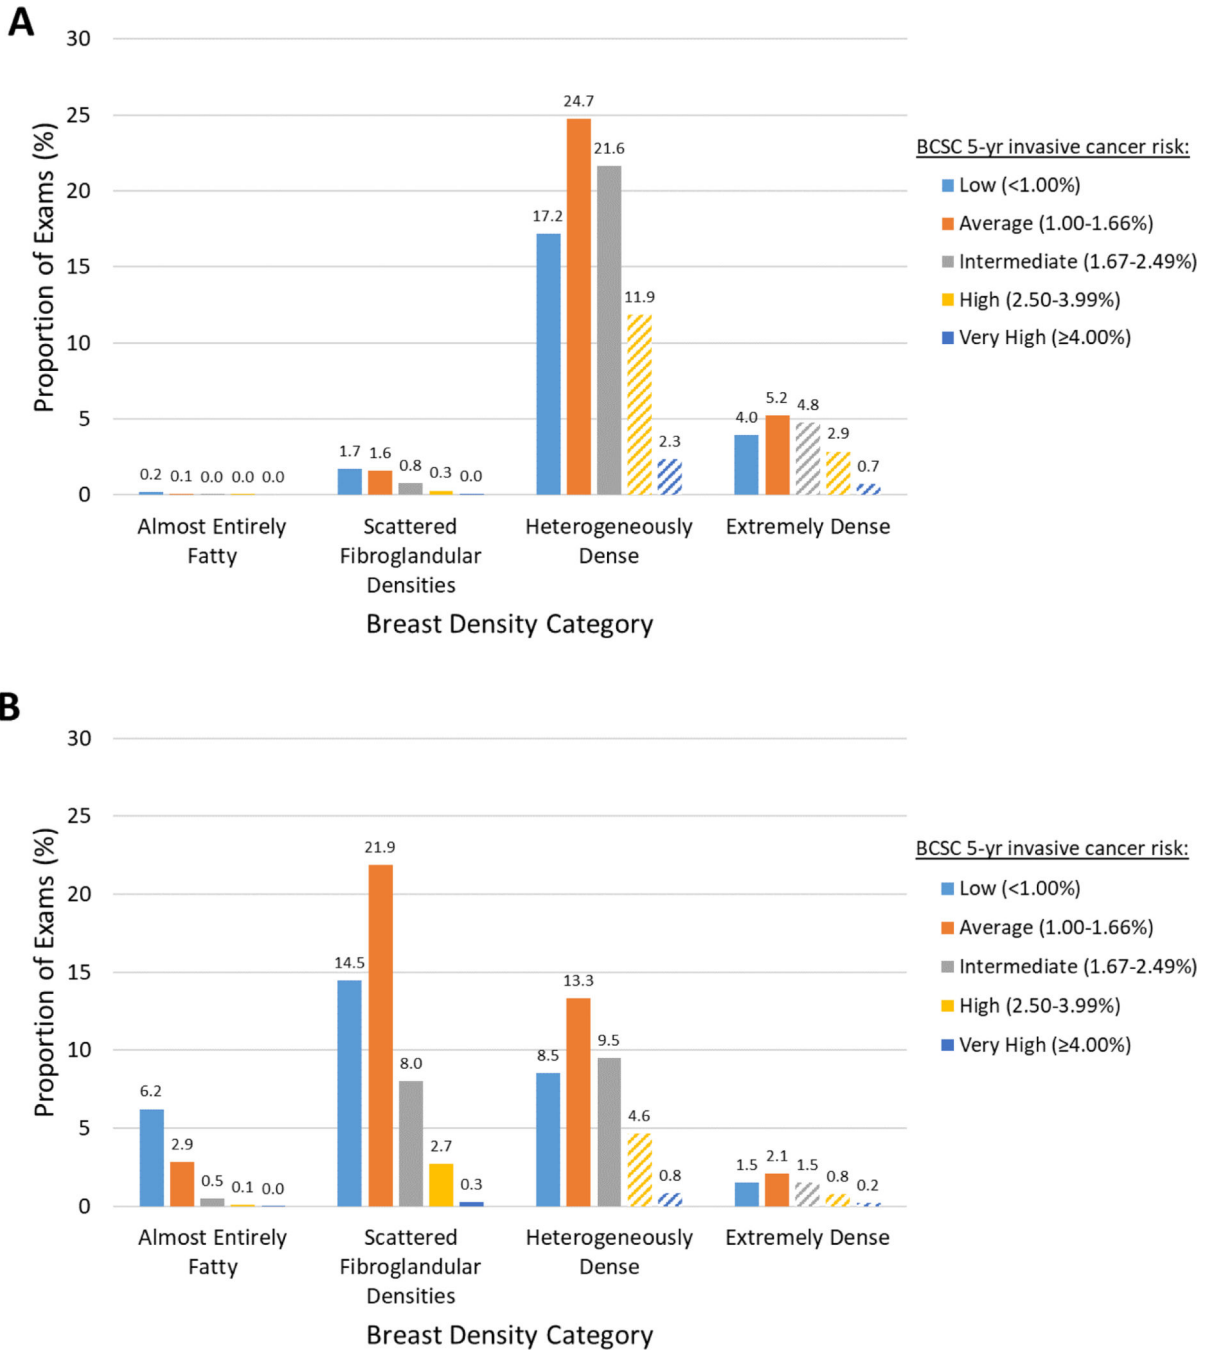 A
30
25
20
15
10
5
0
Proportion of Exams (%)
0.2 0.1 0.0 0.0 0.0
1.7 1.6 0.8 0.3 0.0
17.2 24.7 21.6 11.9 2.3
4.0 5.2 4.8 2.9 0.7
Almost Entirely
Fatty
Scattered
Fibroglandular
Densities
Heterogeneously
Dense
Extremely Dense
Breast Density Category
BCSC 5-yr invasive cancer risk:
Low (<1.00%)
Average (1.00-1.66%)
Intermediate (1.67-2.49%)
High (2.50-3.99%)
Very High (≥4.00%)
B
30
25
20
15
10
5
0
Proportion of Exams (%)
6.2 2.9 0.5 0.1 0.0
14.5 21.9 8.0 2.7 0.3
8.5 13.3 9.5 4.6 0.8
1.5 2.1 1.5 0.8 0.2
Almost Entirely
Fatty
Scattered
Fibroglandular
Densities
Heterogeneously
Dense
Extremely Dense
Breast Density Category
BCSC 5-yr invasive cancer risk:
Low (<1.00%)
Average (1.00-1.66%)
Intermediate (1.67-2.49%)
High (2.50-3.99%)
Very High (≥4.00%)